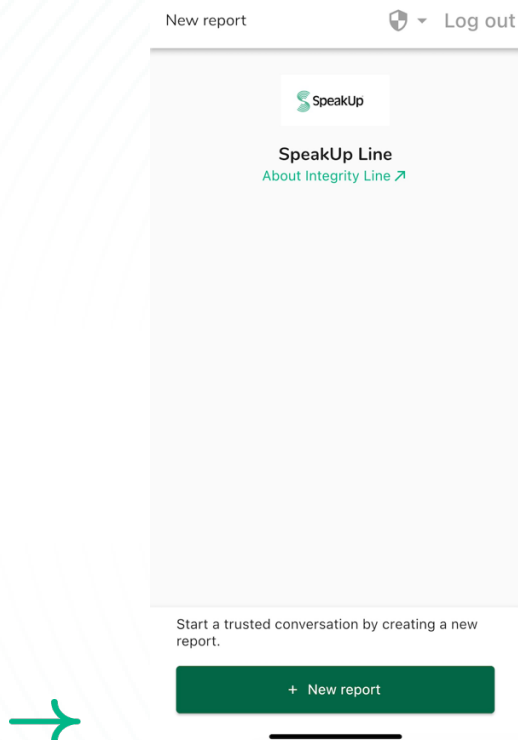 New report
Log out
SpeakUp
SpeakUp Line
About Integrity Line
Start a trusted conversation by creating a new
report.
+ New report